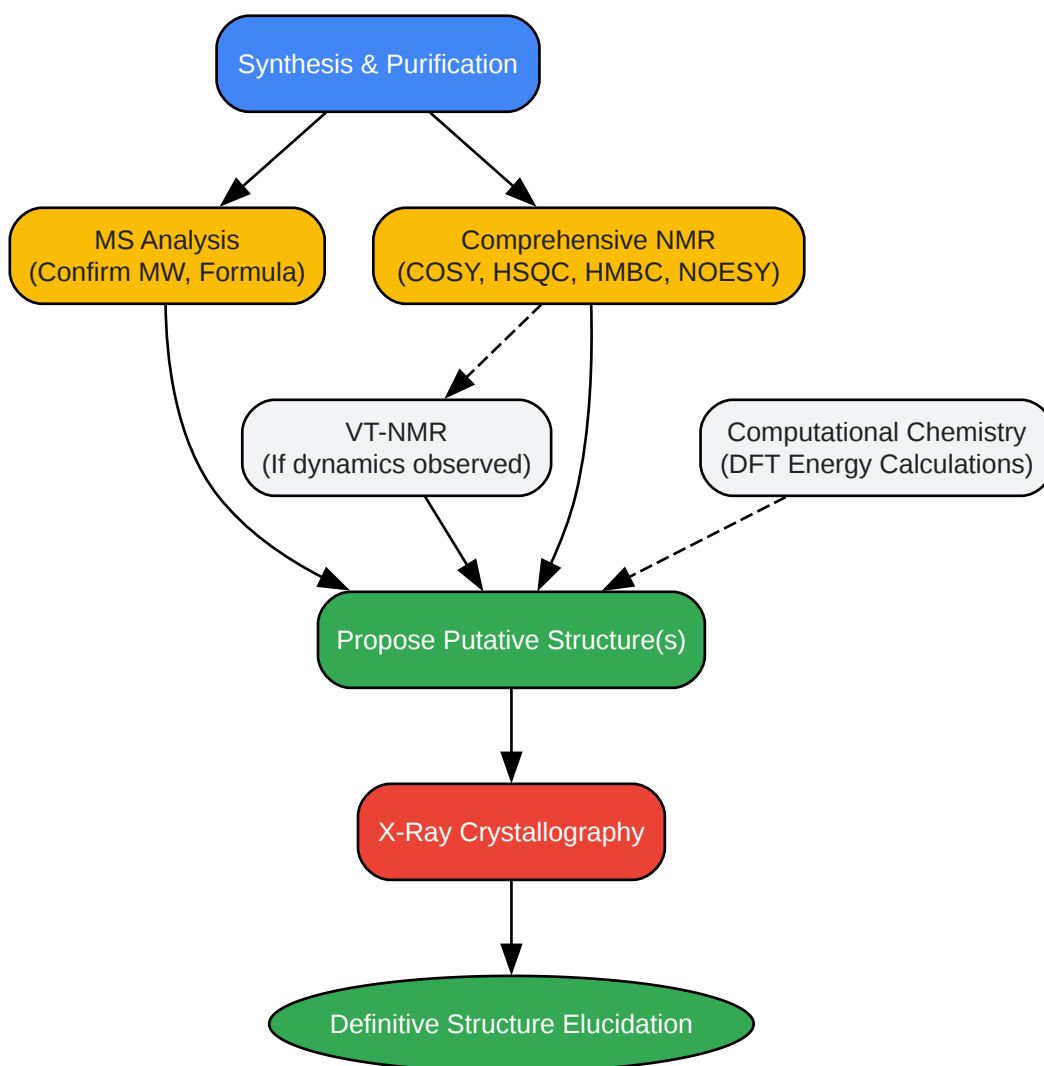 Synthesis & Purification
MS Analysis
(Confirm MW, Formula)
Comprehensive NMR
(COSY, HSQC, HMBC, NOESY)
VT-NMR
(If dynamics observed)
Computational Chemistry
(DFT Energy Calculations)
Propose Putative Structure(s)
X-Ray Crystallography
Definitive Structure Elucidation